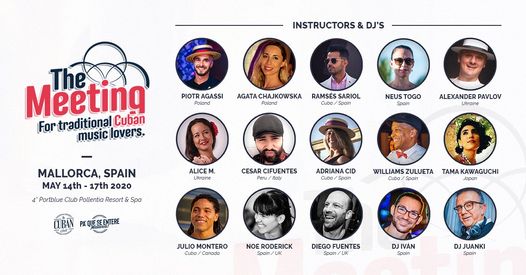 The
Meeting
For traditional Cuban
music lovers.
MALLORCA, SPAIN
MAY 14th - 17th 2020
4* Portblue Club Pollentia Resort & Spa
CUBAN
PA' QUE SE ENTERE
INSTRUCTORS & DJ'S
PIOTR AGASSI
Poland
AGATA CHAJKOWSKA
Poland
RAMSÉS SARIOL
Cuba / Spain
NEUS TOGO
Spain
ALEXANDER PAVLOV
Ukraine
ALICE M.
Ukraine
CESAR CIFUENTES
Peru / Italy
ADRIANA CID
Cuba / Spain
WILLIAMS ZULUETA
Cuba / Spain
TAMA KAWAGUCHI
Japan
JULIO MONTERO
Cuba / Canada
NOE RODERICK
Spain / UK
DIEGO FUENTES
Spain / UK
DJ IVÁN
Spain
DJ JUANKI
Spain